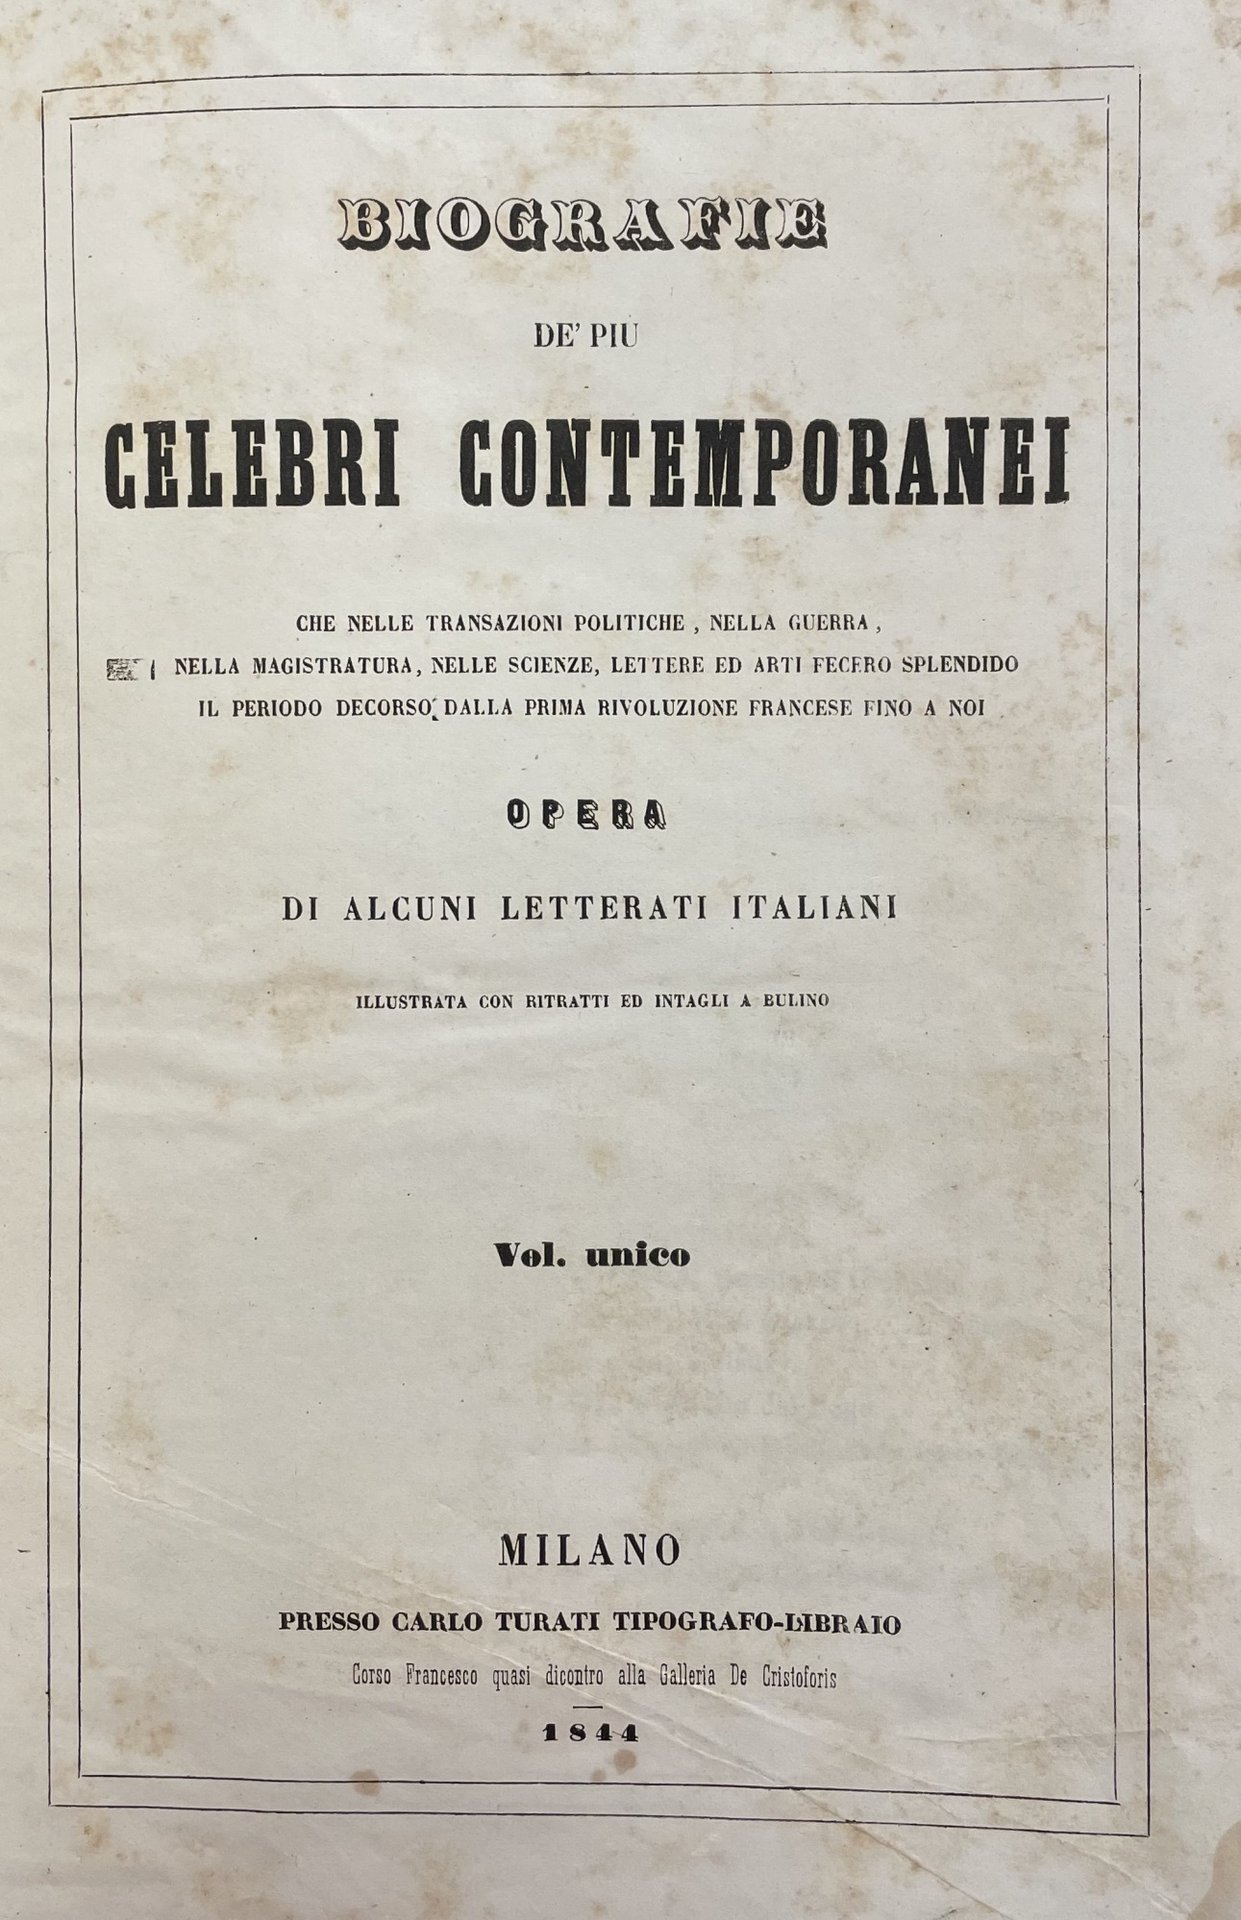 BIOGRAFIE
DE' PIU
CELEBRI CONTEMPORANEI
CHE NELLE TRANSAZIONI POLITICHE, NELLA GUERRA,
NELLA MAGISTRATURA, NELLE SCIENZE, LETTERE ED ARTI FECERO SPLENDIDO
IL PERIODO DECORSO DALLA PRIMA RIVOLUZIONE FRANCESE FINO A NOI
OPERA
DI ALCUNI LETTERATI ITALIANI
ILLUSTRATA CON RITRATTI ED INTAGLI A BULINO
Vol. unico
MILANO
PRESSO CARLO TURATI TIPOGRAFO-LIBRAIO
Corso Francesco quasi dicontro alla Galleria De Cristoforis
1844